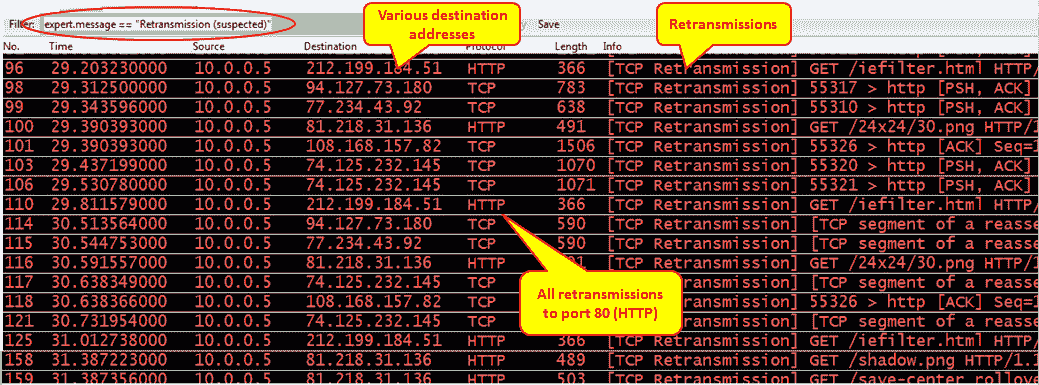 Filter: expert.message == "Retransmission (suspected)" Save
Various destination addresses
Retransmissions
No. Time Source Destination Protocol Length Info
96 29.203230000 10.0.0.5 212.199.184.51 HTTP 366 [TCP Retransmission] GET /iefilter.html HTTP/
98 29.312500000 10.0.0.5 94.127.73.180 TCP 783 [TCP Retransmission] 55317 > http [PSH, ACK]
99 29.343596000 10.0.0.5 77.234.43.92 TCP 638 [TCP Retransmission] 55310 > http [PSH, ACK]
100 29.390393000 10.0.0.5 81.218.31.136 HTTP 491 [TCP Retransmission] GET /24x24/30.png HTTP/1
101 29.390393000 10.0.0.5 108.168.157.82 TCP 1506 [TCP Retransmission] 55326 > http [ACK] Seq=1
103 29.437199000 10.0.0.5 74.125.232.145 TCP 1070 [TCP Retransmission] 55320 > http [PSH, ACK]
106 29.530780000 10.0.0.5 74.125.232.145 TCP 1071 [TCP Retransmission] 55321 > http [PSH, ACK]
110 29.811579000 10.0.0.5 212.199.184.51 HTTP 366 [TCP Retransmission] GET /iefilter.html HTTP/
114 30.513564000 10.0.0.5 94.127.73.180 TCP 590 [TCP Retransmission] [TCP segment of a reasse
115 30.544753000 10.0.0.5 77.234.43.92 TCP 590 [TCP Retransmission] [TCP segment of a reasse
116 30.591557000 10.0.0.5 81.218.31.136 [TCP Retransmission] GET /24x24/30.png HTTP/1
117 30.638349000 10.0.0.5 74.125.232.145 [TCP Retransmission] [TCP segment of a reasse
118 30.638366000 10.0.0.5 108.168.157.82 Retransmission] 55326 > http [ACK] Seq=
121 30.731954000 10.0.0.5 74.125.232.145 Retransmission] [TCP segment of a reasse
125 31.012738000 10.0.0.5 212.199.184.51 HTTP 366 [TCP Retransmission] GET /iefilter.html HTTP/
158 31.387223000 10.0.0.5 81.218.31.136 HTTP 489 [TCP Retransmission] GET /shadow.png HTTP/1.1
159 31.387356000 10.0.0.5 81.218.31.136 HTTP 503 [TCP Retransmission] GET /save-center rollove
All retransmissions to port 80 (HTTP)